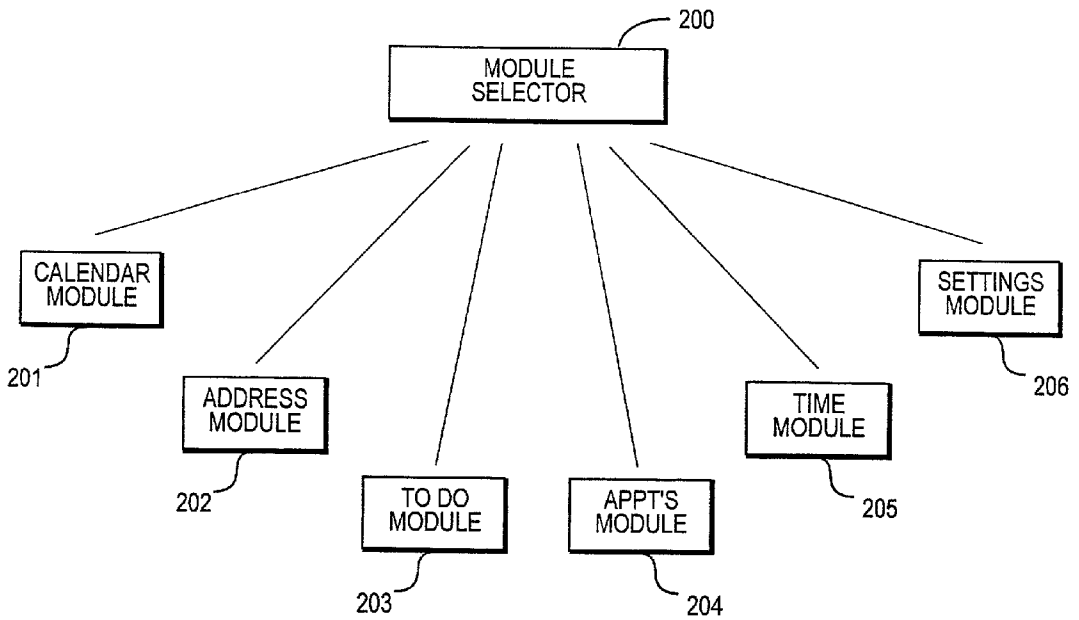 200
MODULE
SELECTOR
CALENDAR
MODULE
201
ADDRESS
MODULE
202
TO DO
MODULE
203
APPT'S
MODULE
204
TIME
MODULE
205
SETTINGS
MODULE
206